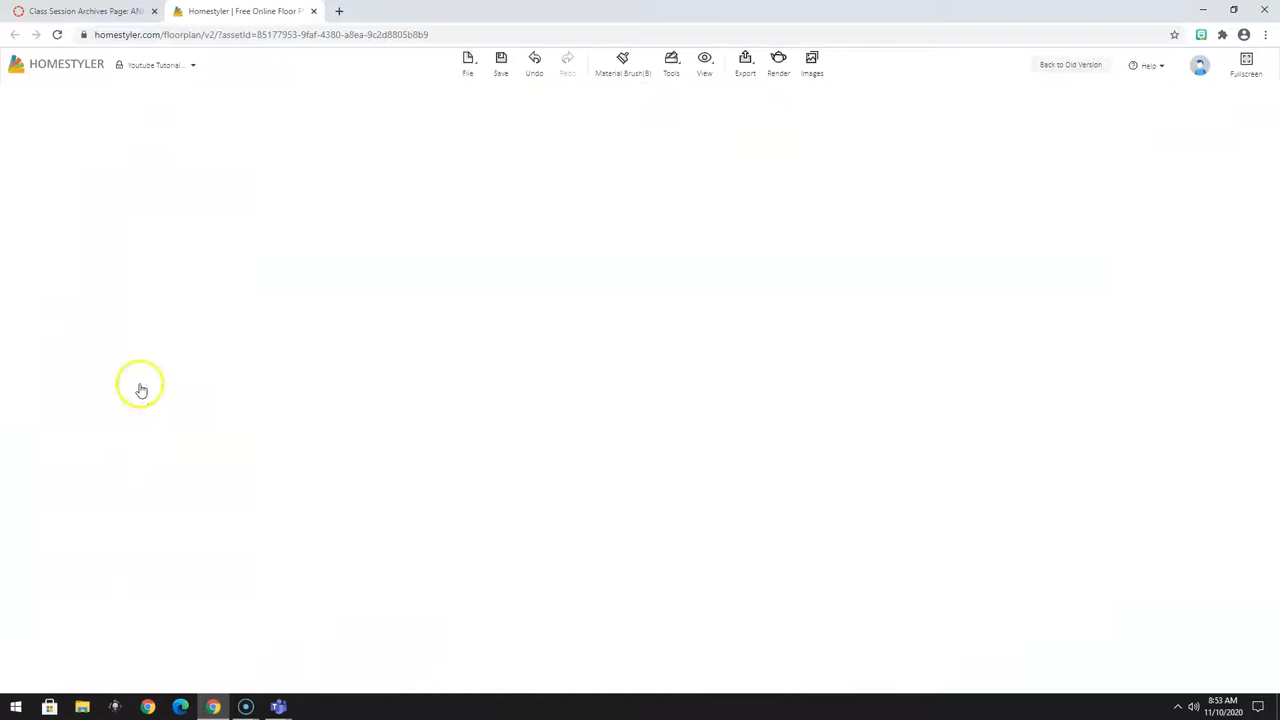 Class Session Archives Page: AN
Homestyler | Free Online Floor P
homestyler.com/floorplan/v2/?assetId=85177953-9faf-4380-a8ea-9c2d8805b8b9
HOMESTYLER
Youtube Tutorial...
File
Save
Undo
Redo
Material Brush(B)
Tools
View
Export
Render
Images
Back to Old Version
Help
Fullscreen
8:53 AM
11/10/2020